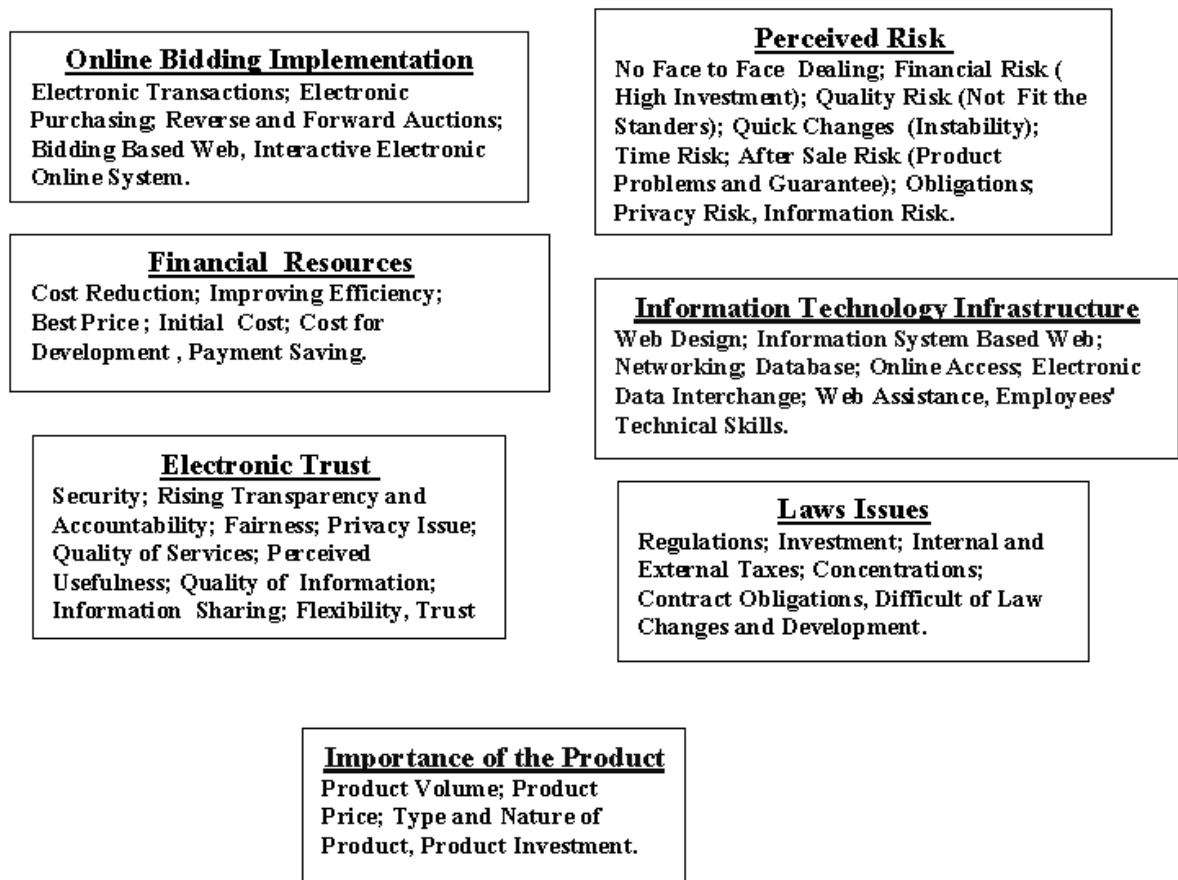 Online Bidding Implementation
Electronic Transactions; Electronic
Purchasing; Reverse and Forward Auctions;
Bidding Based Web, Interactive Electronic
Online System.
Perceived Risk
No Face to Face Dealing; Financial Risk (
High Investment); Quality Risk (Not Fit the
Standers); Quick Changes (Instability);
Time Risk; After Sale Risk (Product
Problems and Guarantee); Obligations;
Privacy Risk, Information Risk.
Financial Resources
Cost Reduction; Improving Efficiency;
Best Price ; Initial Cost; Cost for
Development , Payment Saving.
Information Technology Infrastructure
Web Design; Information System Based Web;
Networking; Database; Online Access; Electronic
Data Interchange; Web Assistance, Employees'
Technical Skills.
Electronic Trust
Security; Rising Transparency and
Accountability; Fairness; Privacy Issue;
Quality of Services; Perceived
Usefulness; Quality of Information;
Information Sharing; Flexibility, Trust
Laws Issues
Regulations; Investment; Internal and
External Taxes; Concentrations;
Contract Obligations, Difficult of Law
Changes and Development.
Importance of the Product
Product Volume; Product
Price; Type and Nature of
Product, Product Investment.